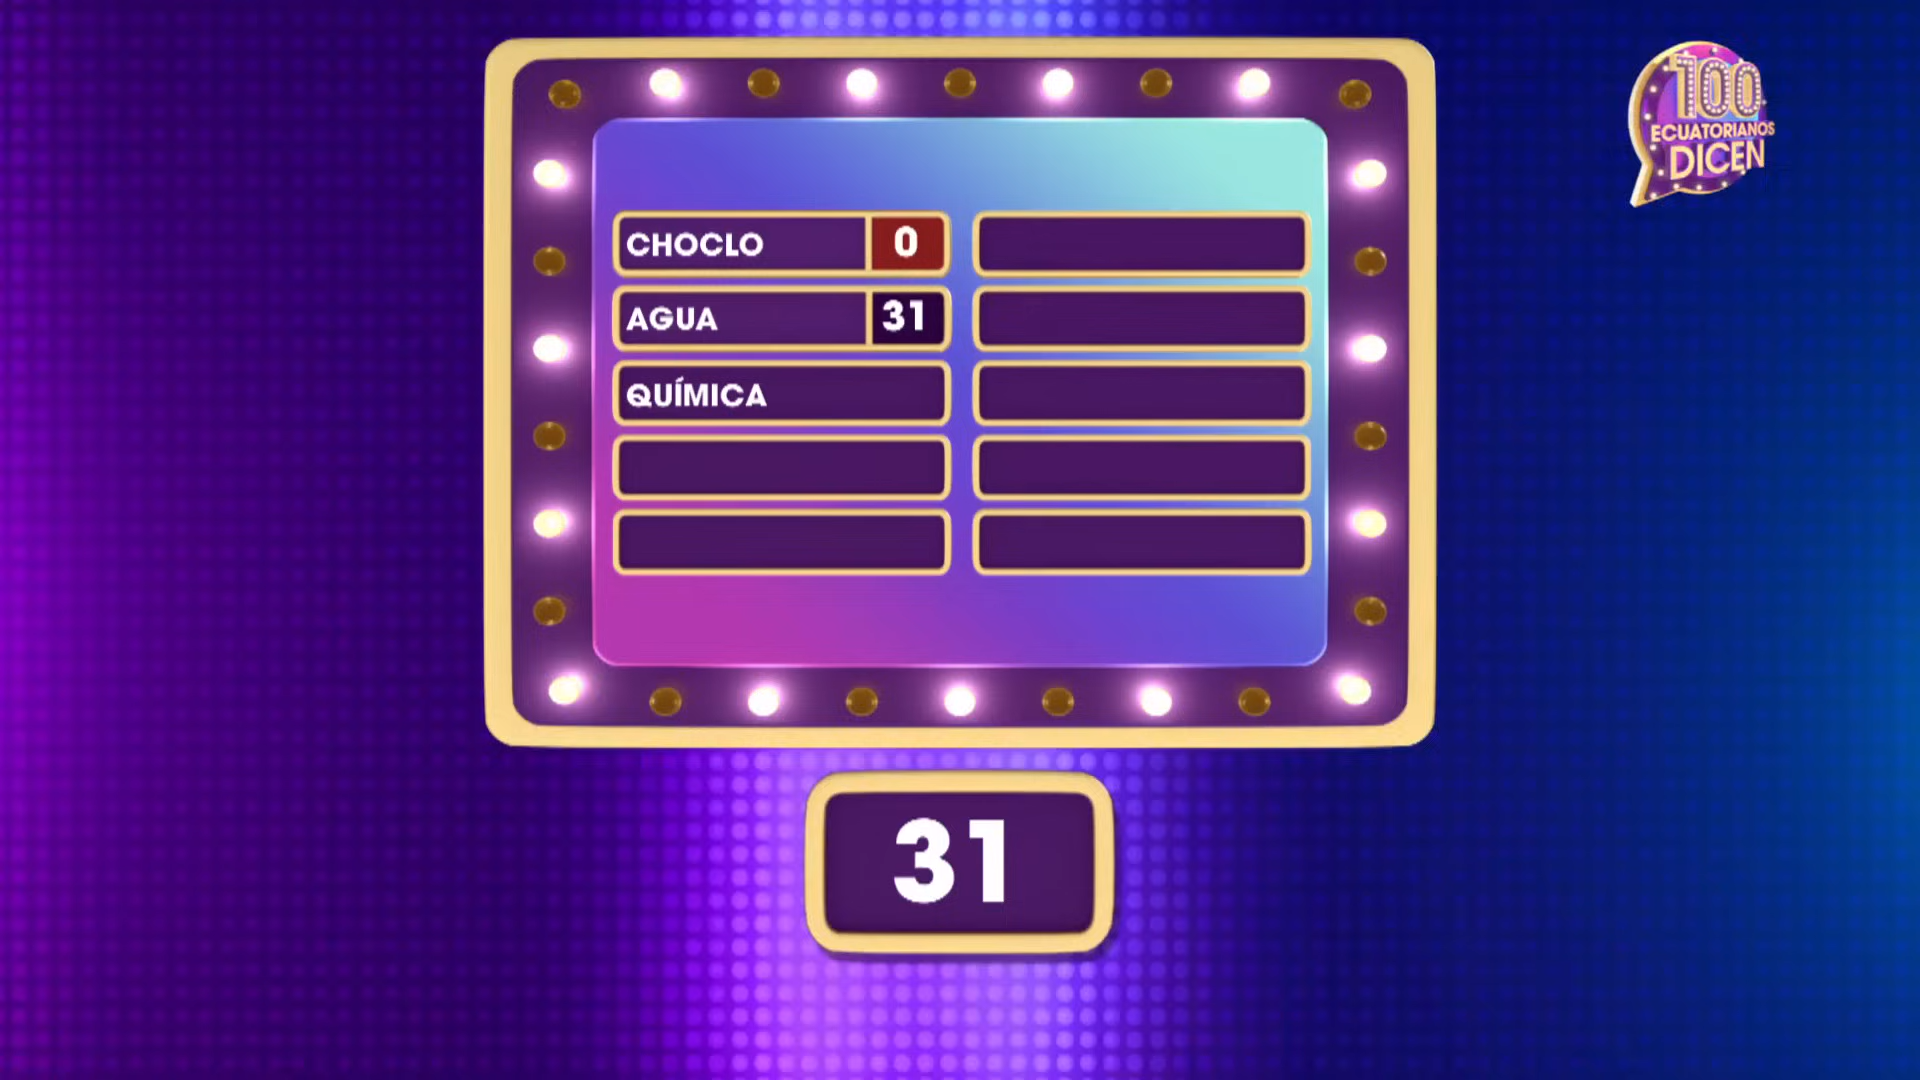 100
ECUATORIANOS
DICEN
CHOCLO 0
AGUA 31
QUÍMICA
31